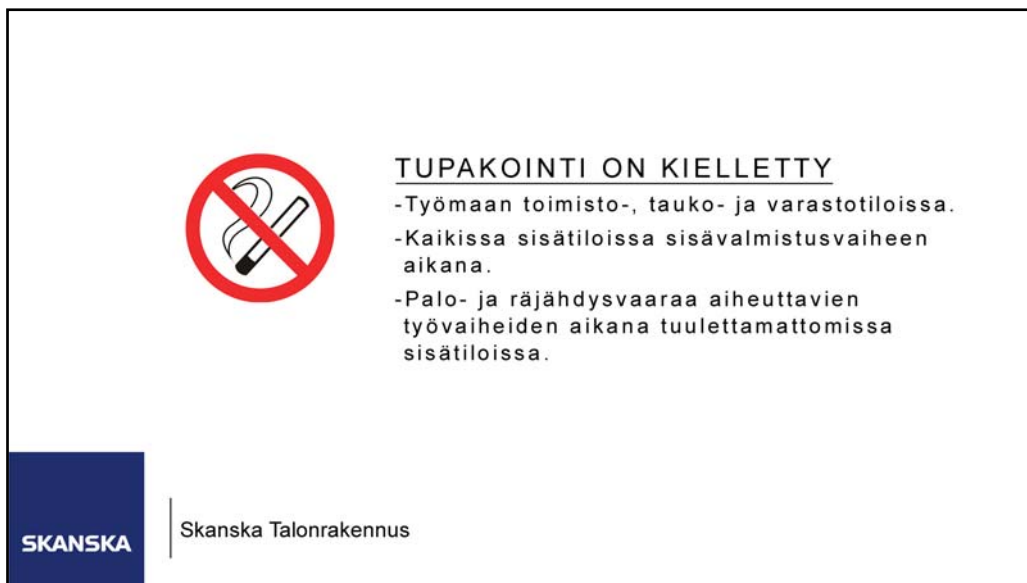 TUPAKOINTI ON KIELLETTY
-Työmaan toimisto-, tauko- ja varastotiloissa.
-Kaikissa sisätiloissa sisävalmistusvaiheen
aikana.
-Palo- ja räjähdysvaaraa aiheuttavien
työvaiheiden aikana tuulettamattomissa
sisätiloissa.
SKANSKA
Skanska Talonrakennus